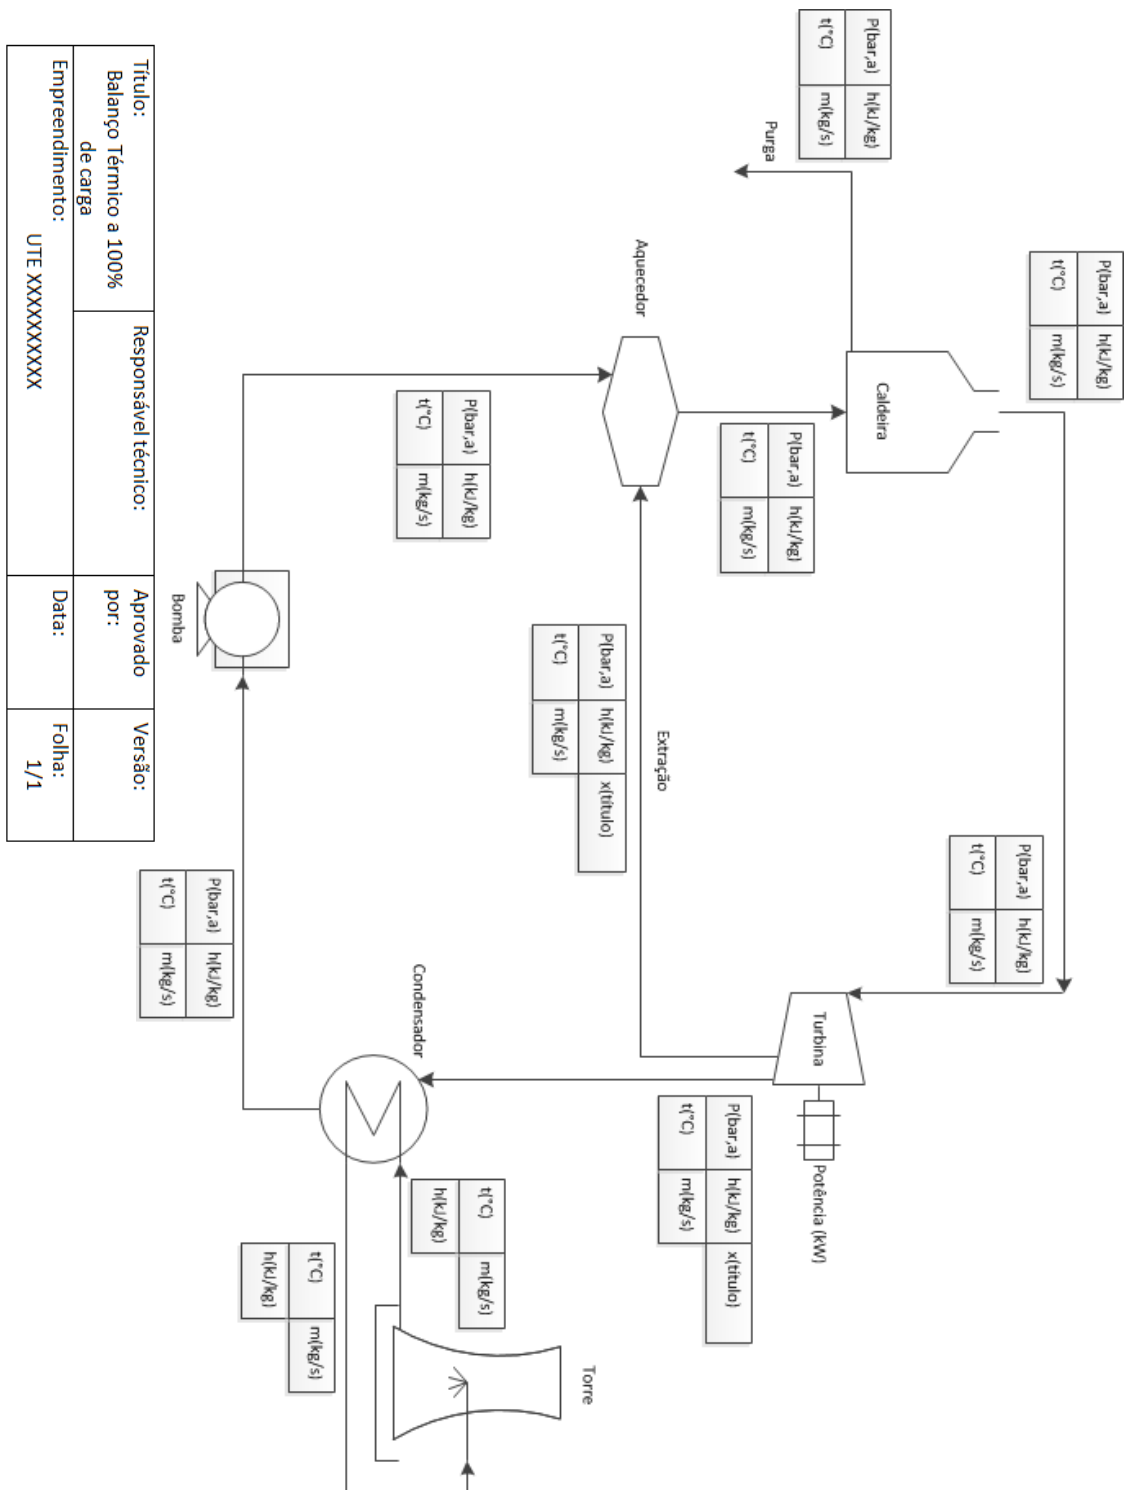 P(bar,a) h(kJ/kg)
t(°C) m(kg/s)
P(bar,a) h(kJ/kg)
t(°C) m(kg/s)
P(bar,a) h(kJ/kg)
t(°C) m(kg/s)
Caldeira
Turbina
Potência (kW)
Purga
P(bar,a) h(kJ/kg)
t(°C) m(kg/s)
P(bar,a) h(kJ/kg) x(título)
t(°C) m(kg/s)
Extração
Aquecedor
P(bar,a) h(kJ/kg) x(título)
t(°C) m(kg/s)
Torre
t(°C) m(kg/s)
h(kJ/kg)
P(bar,a) h(kJ/kg)
t(°C) m(kg/s)
Condensador
t(°C) m(kg/s)
h(kJ/kg)
P(bar,a) h(kJ/kg)
t(°C) m(kg/s)
Bomba
Título:
Balanço Térmico a 100%
de carga
Responsável técnico:
Aprovado
por:
Versão:
Empreendimento:
UTE XXXXXXXXXX
Data:
Folha:
1/1